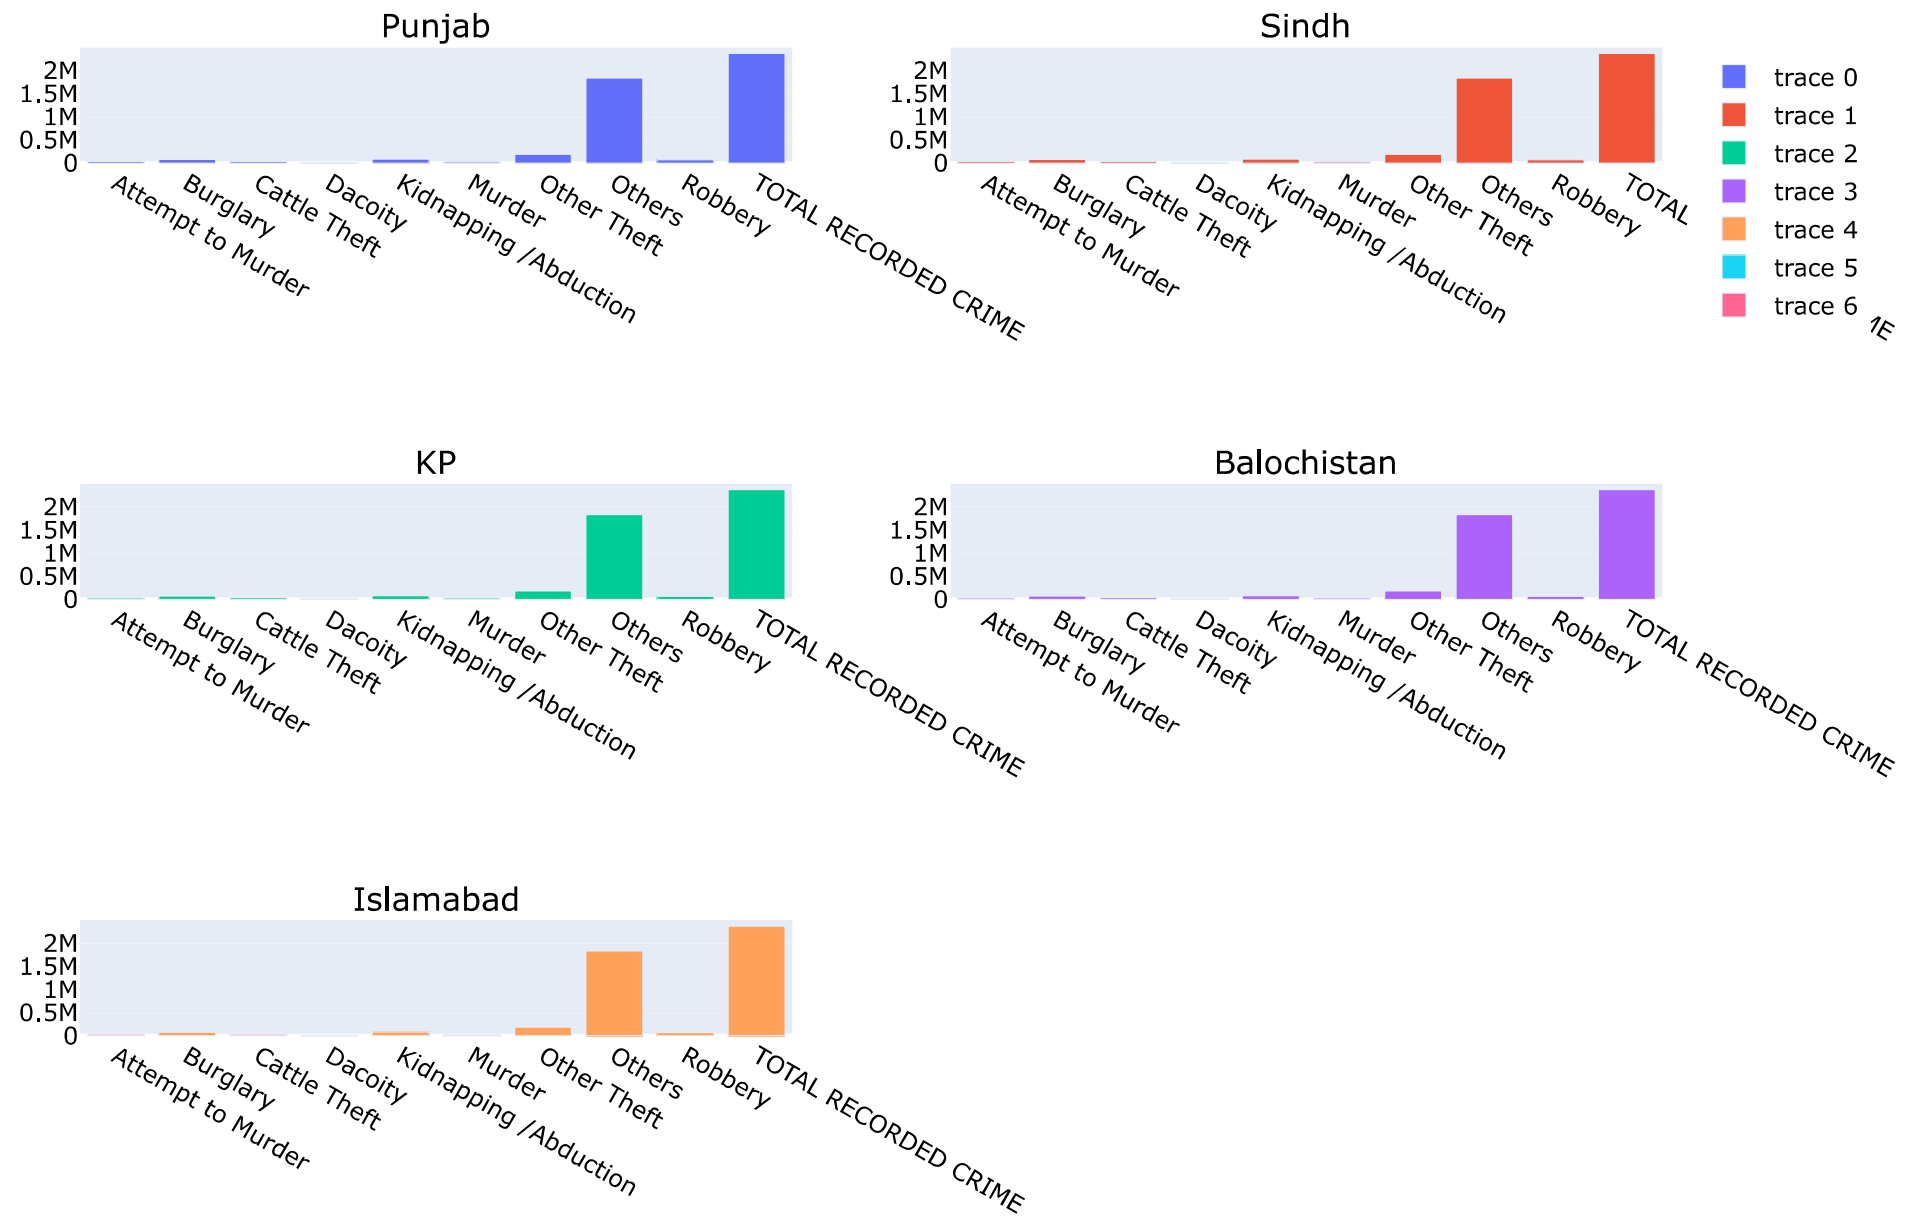 Punjab
2M
1.5M
1M
0.5M
0
Attempt to Murder
Burglary
Cattle Theft
Dacoity
Kidnapping /Abduction
Murder
Other Theft
Others
Robbery
TOTAL RECORDED CRIME
Sindh
2M
1.5M
1M
0.5M
0
Attempt to Murder
Burglary
Cattle Theft
Dacoity
Kidnapping /Abduction
Murder
Other Theft
Others
Robbery
TOTAL
ME
trace 0
trace 1
trace 2
trace 3
trace 4
trace 5
trace 6
KP
2M
1.5M
1M
0.5M
0
Attempt to Murder
Burglary
Cattle Theft
Dacoity
Kidnapping /Abduction
Murder
Other Theft
Others
Robbery
TOTAL RECORDED CRIME
Balochistan
2M
1.5M
1M
0.5M
0
Attempt to Murder
Burglary
Cattle Theft
Dacoity
Kidnapping /Abduction
Murder
Other Theft
Others
Robbery
TOTAL RECORDED CRIME
Islamabad
2M
1.5M
1M
0.5M
0
Attempt to Murder
Burglary
Cattle Theft
Dacoity
Kidnapping /Abduction
Murder
Other Theft
Others
Robbery
TOTAL RECORDED CRIME